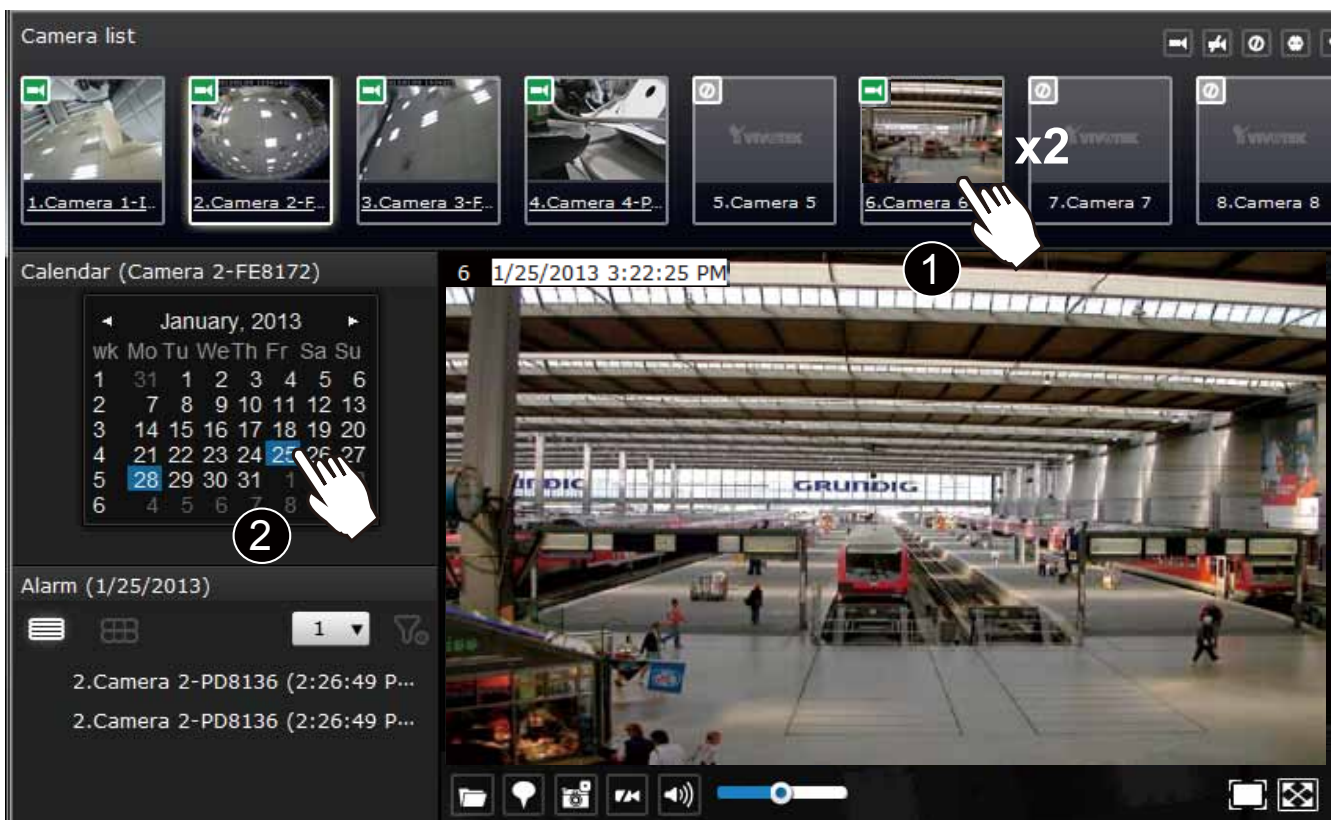 Camera list
VIVOTEK VIVOTEK VIVOTEK
x2
1.Camera 1-I... 2.Camera 2-F... 3.Camera 3-F... 4.Camera 4-P... 5.Camera 5 6.Camera 6 7.Camera 7 8.Camera 8
1
Calendar (Camera 2-FE8172)
6 1/25/2013 3:22:25 PM
January, 2013
wk Mo Tu We Th Fr Sa Su
1 31 1 2 3 4 5 6
2 7 8 9 10 11 12 13
3 14 15 16 17 18 19 20
4 21 22 23 24 25 26 27
5 28 29 30 31 1
6 4 5 6 7 8
2
GRUNDIG
Alarm (1/25/2013)
1
2.Camera 2-PD8136 (2:26:49 P...
2.Camera 2-PD8136 (2:26:49 P...